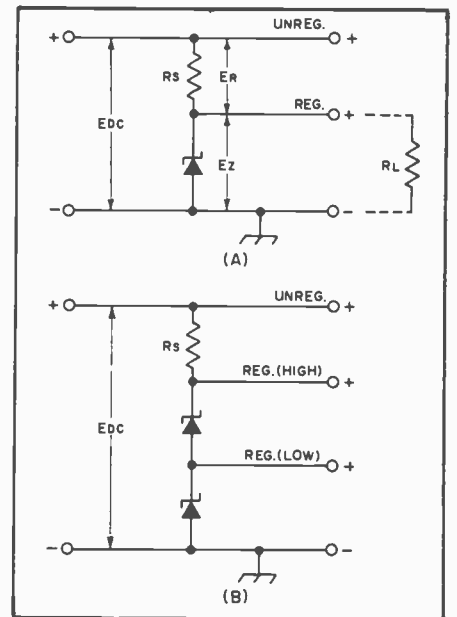 UNREG.
+ +
RS ER
REG.
+
EDC
EZ
RL
- - -
(A)
UNREG.
+ +
RS
REG.(HIGH)
+
EDC
REG.(LOW)
+
- -
(B)